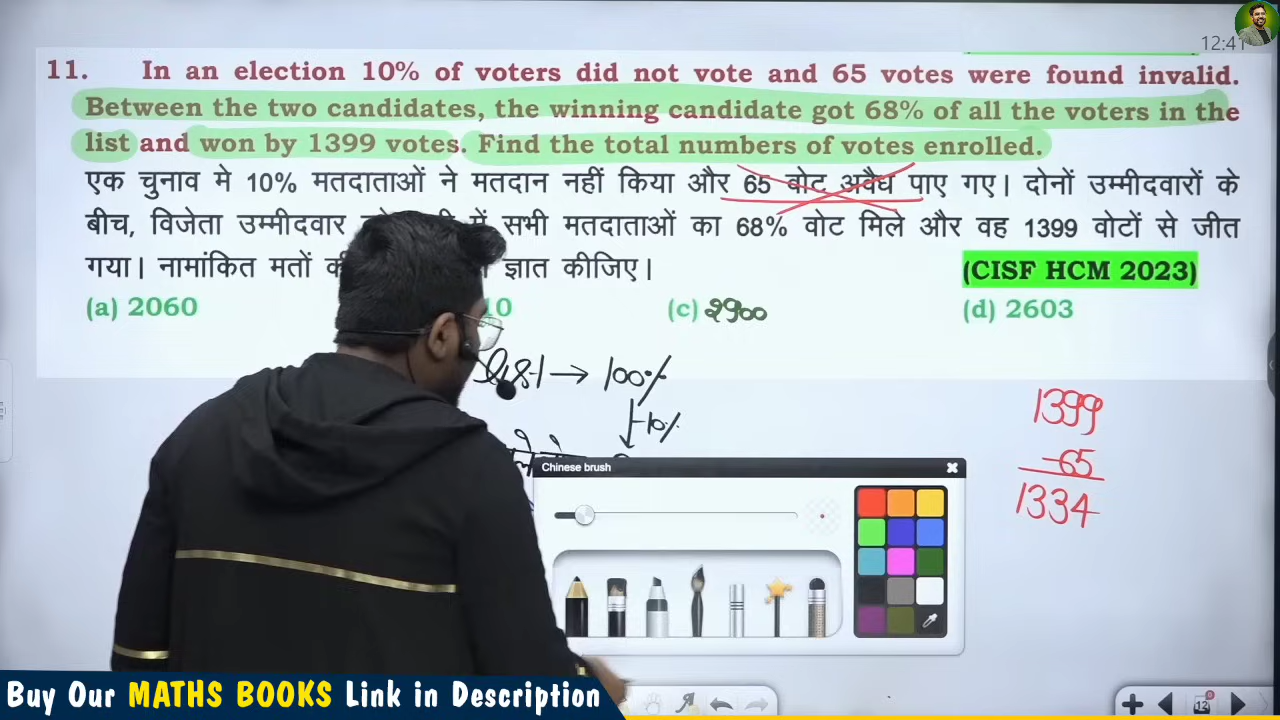 12:41
11. In an election 10% of voters did not vote and 65 votes were found invalid.
Between the two candidates, the winning candidate got 68% of all the voters in the
list and won by 1399 votes. Find the total numbers of votes enrolled.
एक चुनाव मे 10% मतदाताओं ने मतदान नहीं किया और 65 वोट अवैध पाए गए। दोनों उम्मीदवारों के
बीच, विजेता उम्मीदवार में सभी मतदाताओं का 68% वोट मिले और वह 1399 वोटों से जीत
गया। नामांकित मतों ज्ञात कीजिए।
(CISF HCM 2023)
(a) 2060 10 (c) २९०० (d) 2603
→ 100%
-10%
1399
-65
1334
Chinese brush
12
Buy Our MATHS BOOKS Link in Description